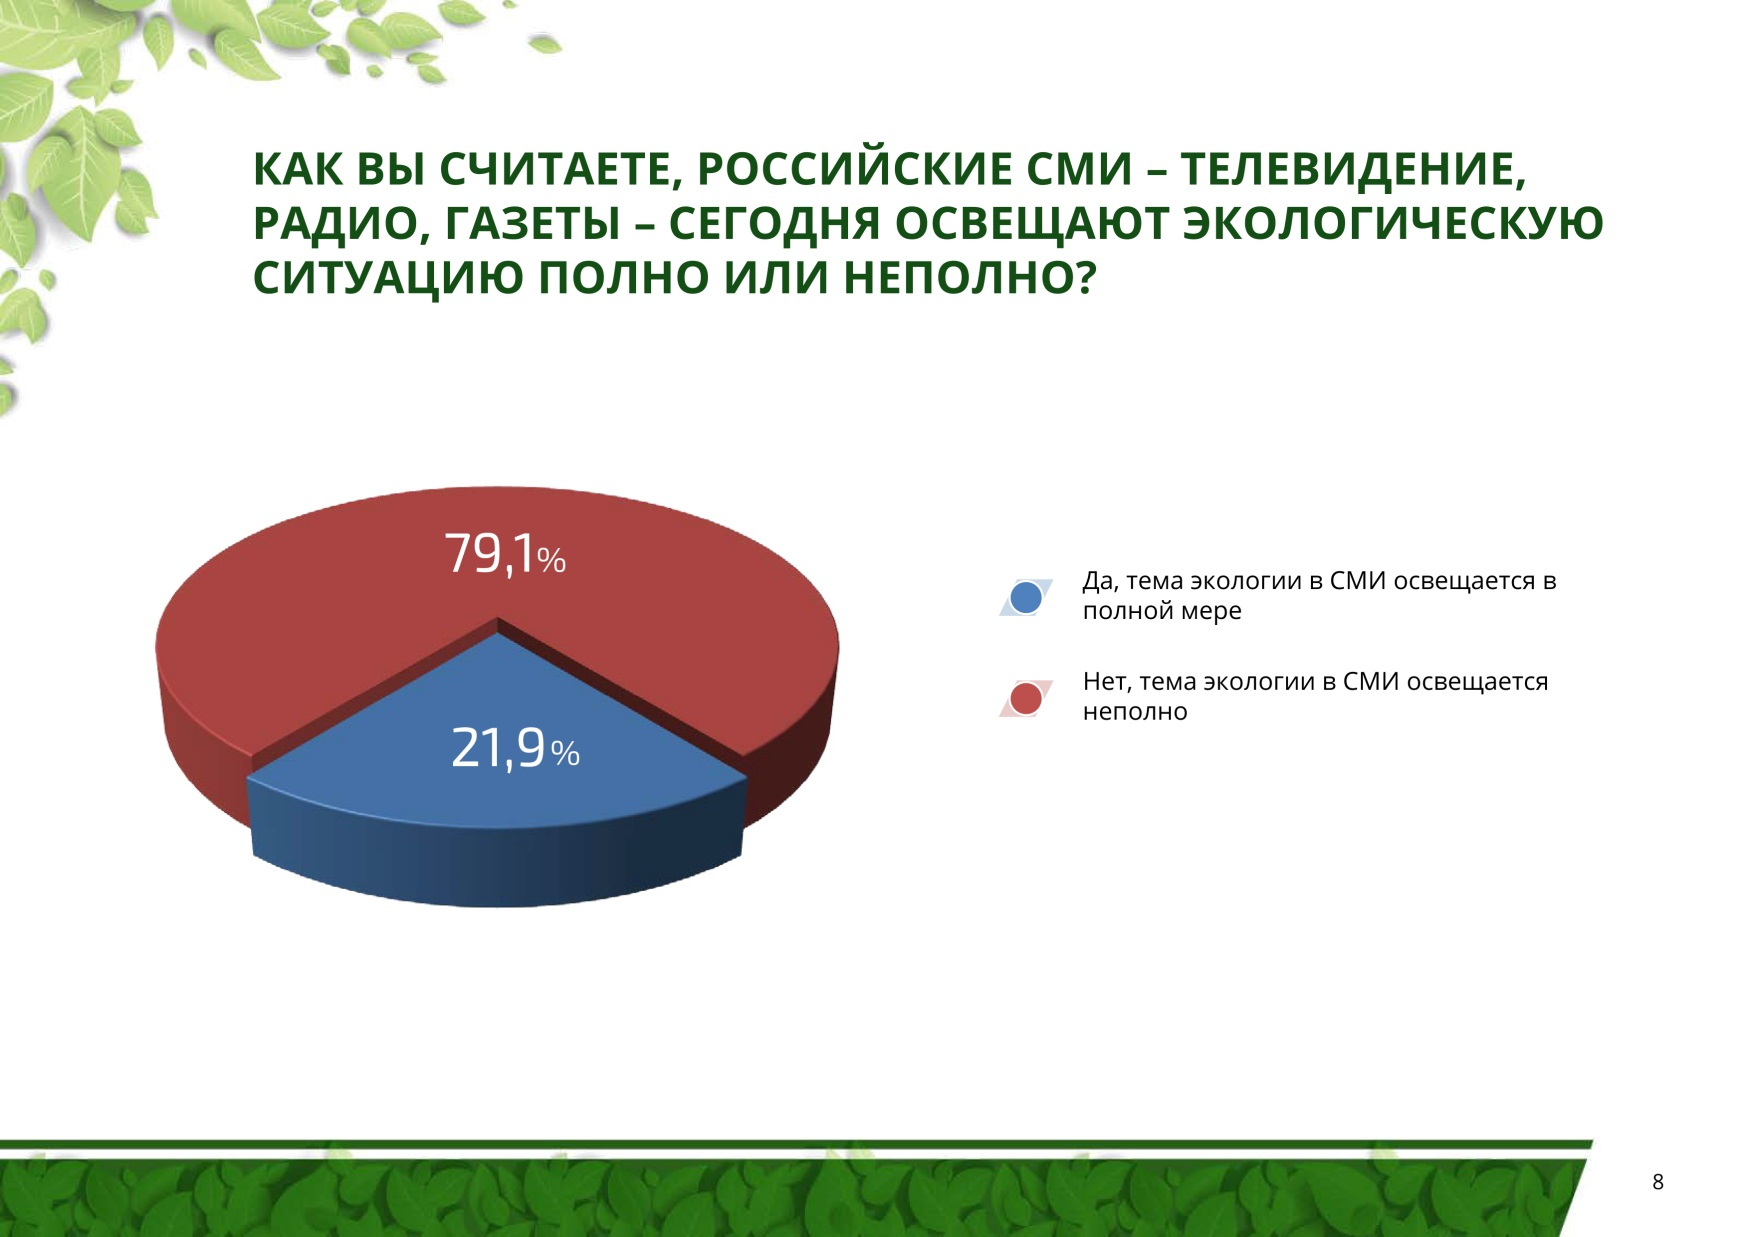 КАК ВЫ СЧИТАЕТЕ, РОССИЙСКИЕ СМИ – ТЕЛЕВИДЕНИЕ,
РАДИО, ГАЗЕТЫ – СЕГОДНЯ ОСВЕЩАЮТ ЭКОЛОГИЧЕСКУЮ
СИТУАЦИЮ ПОЛНО ИЛИ НЕПОЛНО?
79,1%
21,9%
Да, тема экологии в СМИ освещается в
полной мере
Нет, тема экологии в СМИ освещается
неполно
8